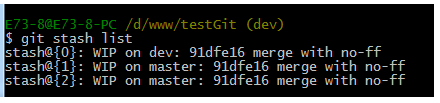 E73-8@E73-8-PC /d/www/testGit (dev)
$ git stash list
stash@{0}: WIP on dev: 91dfe16 merge with no-ff
stash@{1}: WIP on master: 91dfe16 merge with no-ff
stash@{2}: WIP on master: 91dfe16 merge with no-ff